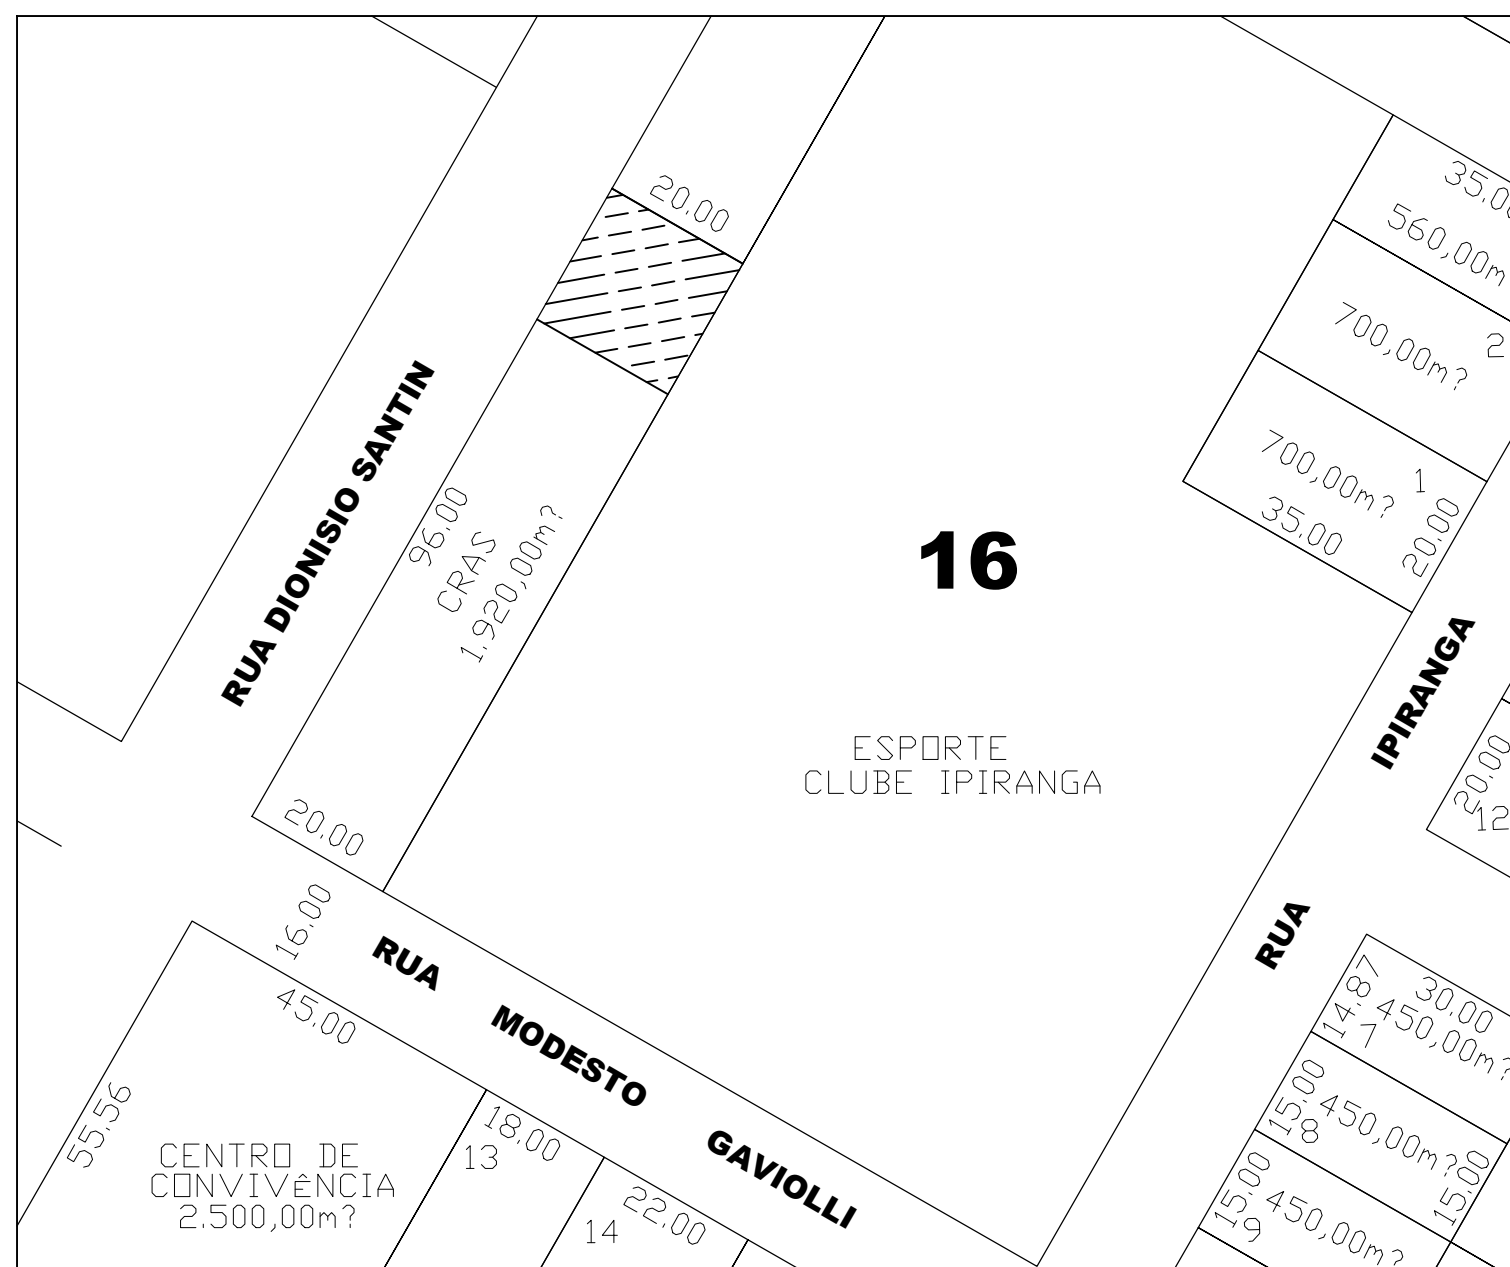 20.00
35.0
560,00m
700,00m?
2
RUA DIONISIO SANTIN
96.00
CRAS
1.920,00m?
700,00m?
1
35.00
20.00
16
IPIRANGA
ESPORTE
CLUBE IPIRANGA
20.00
12
20.00
16.00
RUA
MODESTO
GAVIOLLI
RUA
45.00
55.56
CENTRO DE
CONVIVÊNCIA
2.500,00m?
18.00
13
22.00
14
30.00
14.87
450,00m?
7
15.00
450,00m?
8
15.00
15.00
450,00m?
9